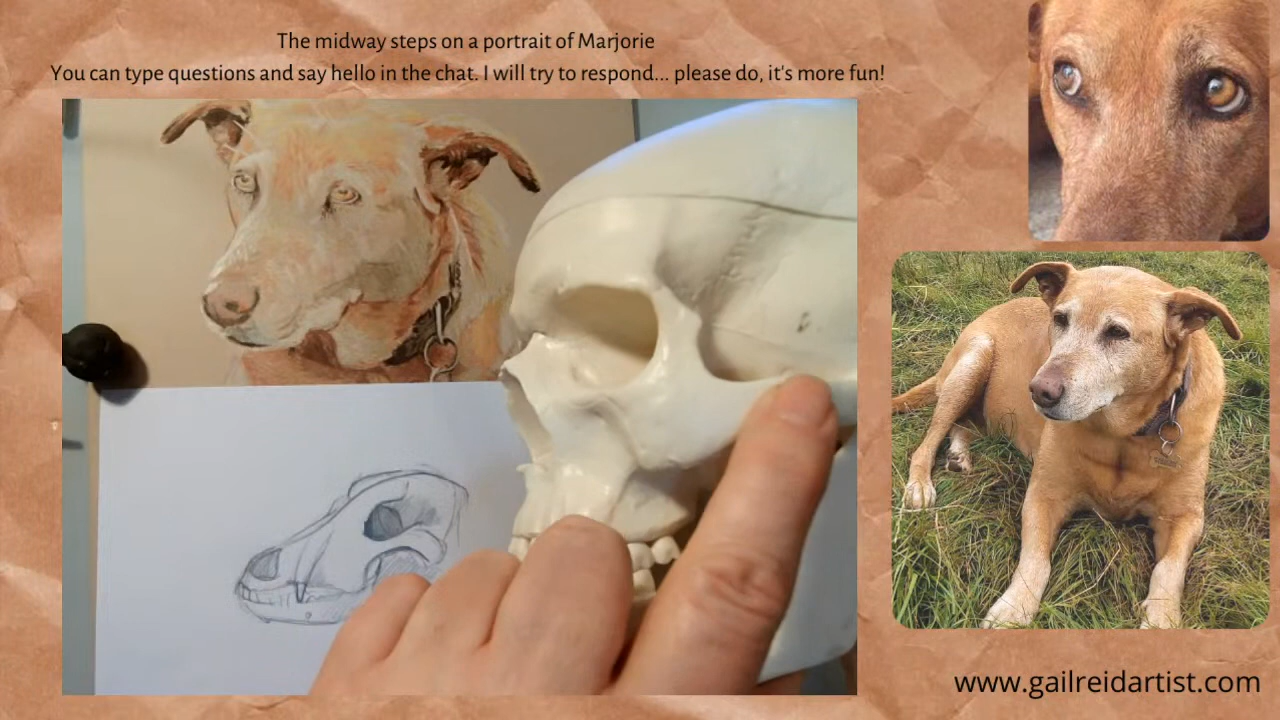 The midway steps on a portrait of Marjorie
You can type questions and say hello in the chat. I will try to respond... please do, it's more fun!
www.gailreidartist.com